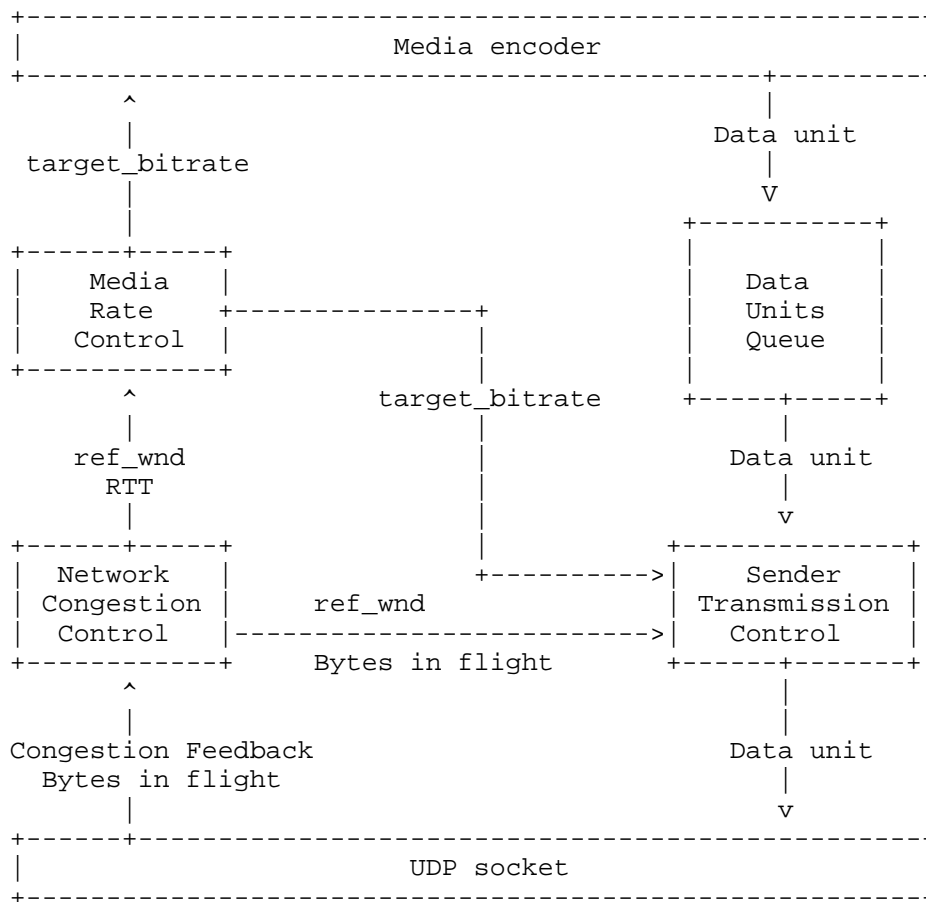 Media encoder
Data unit
target_bitrate
V
Media
Rate
Control
Data
Units
Queue
target_bitrate
ref_wnd
RTT
Data unit
v
Network
Congestion
Control
ref_wnd
Bytes in flight
Sender
Transmission
Control
Congestion Feedback
Bytes in flight
Data unit
v
UDP socket